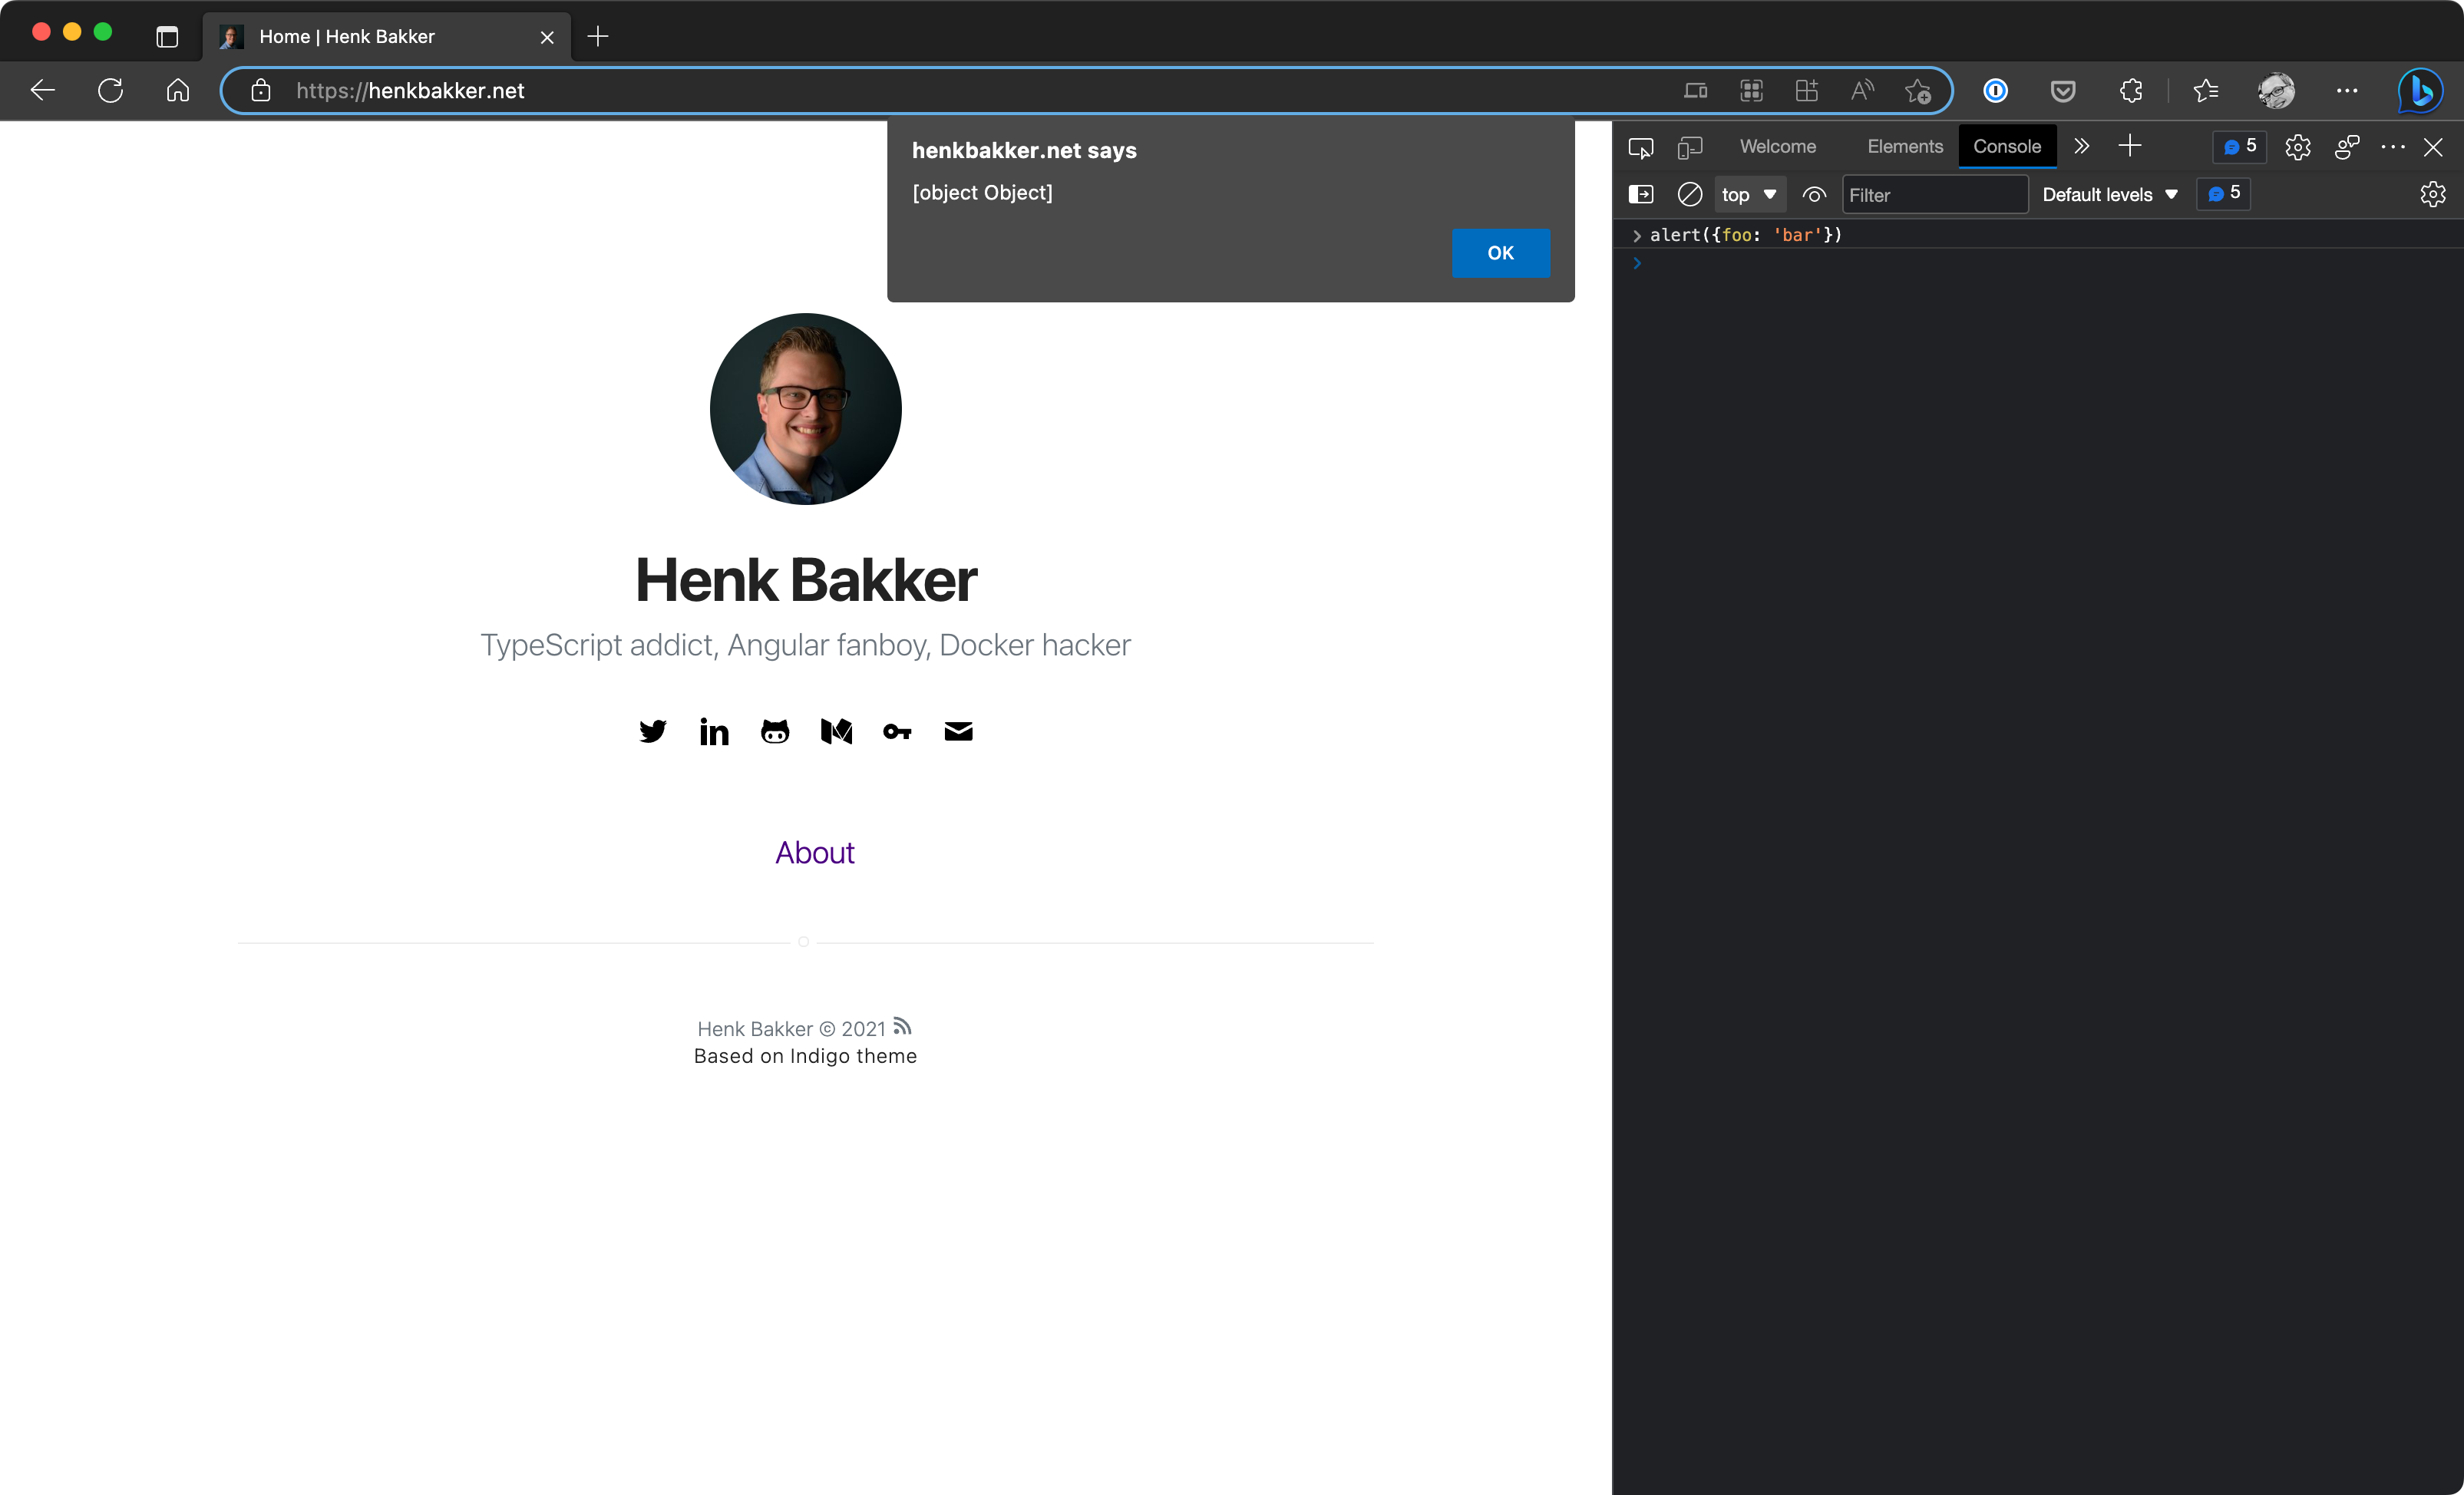 Home | Henk Bakker
https://henkbakker.net
henkbakker.net says
[object Object]
OK
Henk Bakker
TypeScript addict, Angular fanboy, Docker hacker
About
Henk Bakker © 2021
Based on Indigo theme
Welcome Elements Console 5
top Filter Default levels 5
alert({foo: 'bar'})